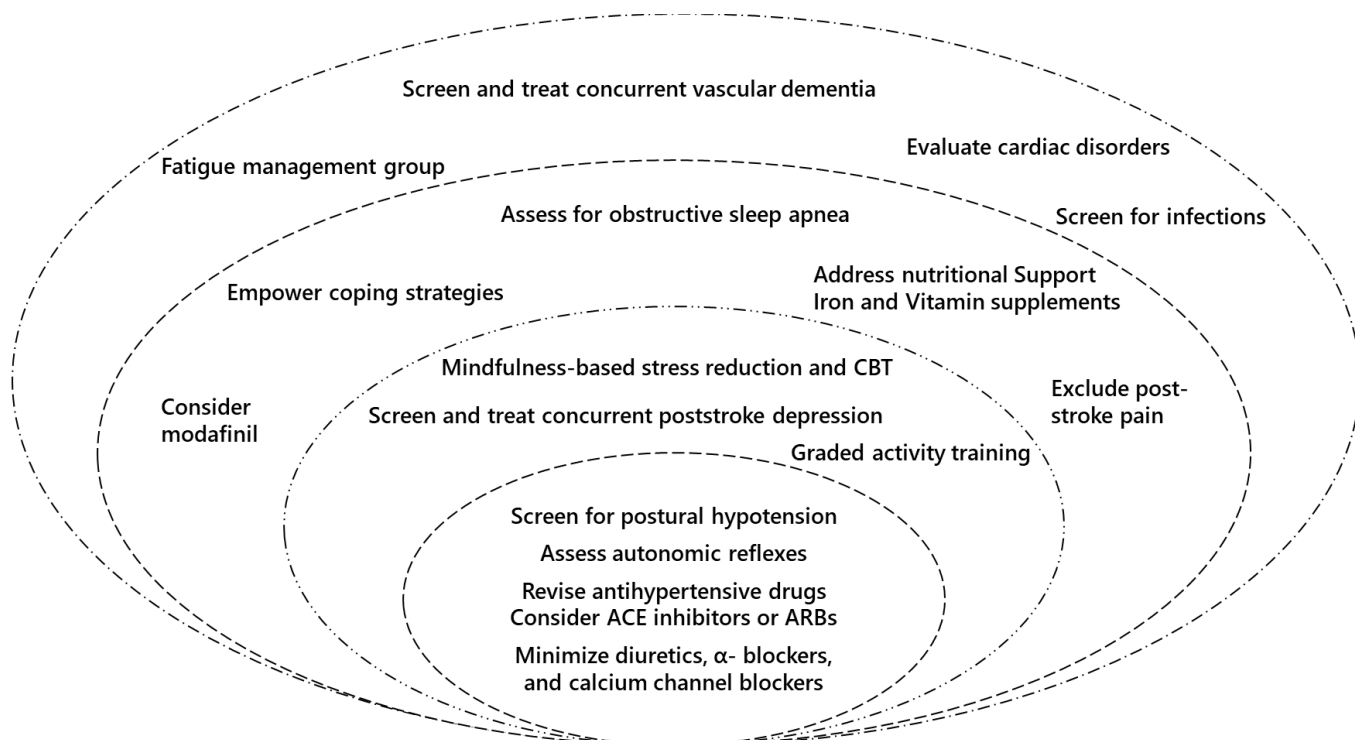 Screen and treat concurrent vascular dementia
Evaluate cardiac disorders
Fatigue management group
Assess for obstructive sleep apnea
Screen for infections
Address nutritional Support
Iron and Vitamin supplements
Empower coping strategies
Mindfulness-based stress reduction and CBT
Exclude post-
stroke pain
Consider
modafinil
Screen and treat concurrent poststroke depression
Graded activity training
Screen for postural hypotension
Assess autonomic reflexes
Revise antihypertensive drugs
Consider ACE inhibitors or ARBs
Minimize diuretics, α- blockers,
and calcium channel blockers